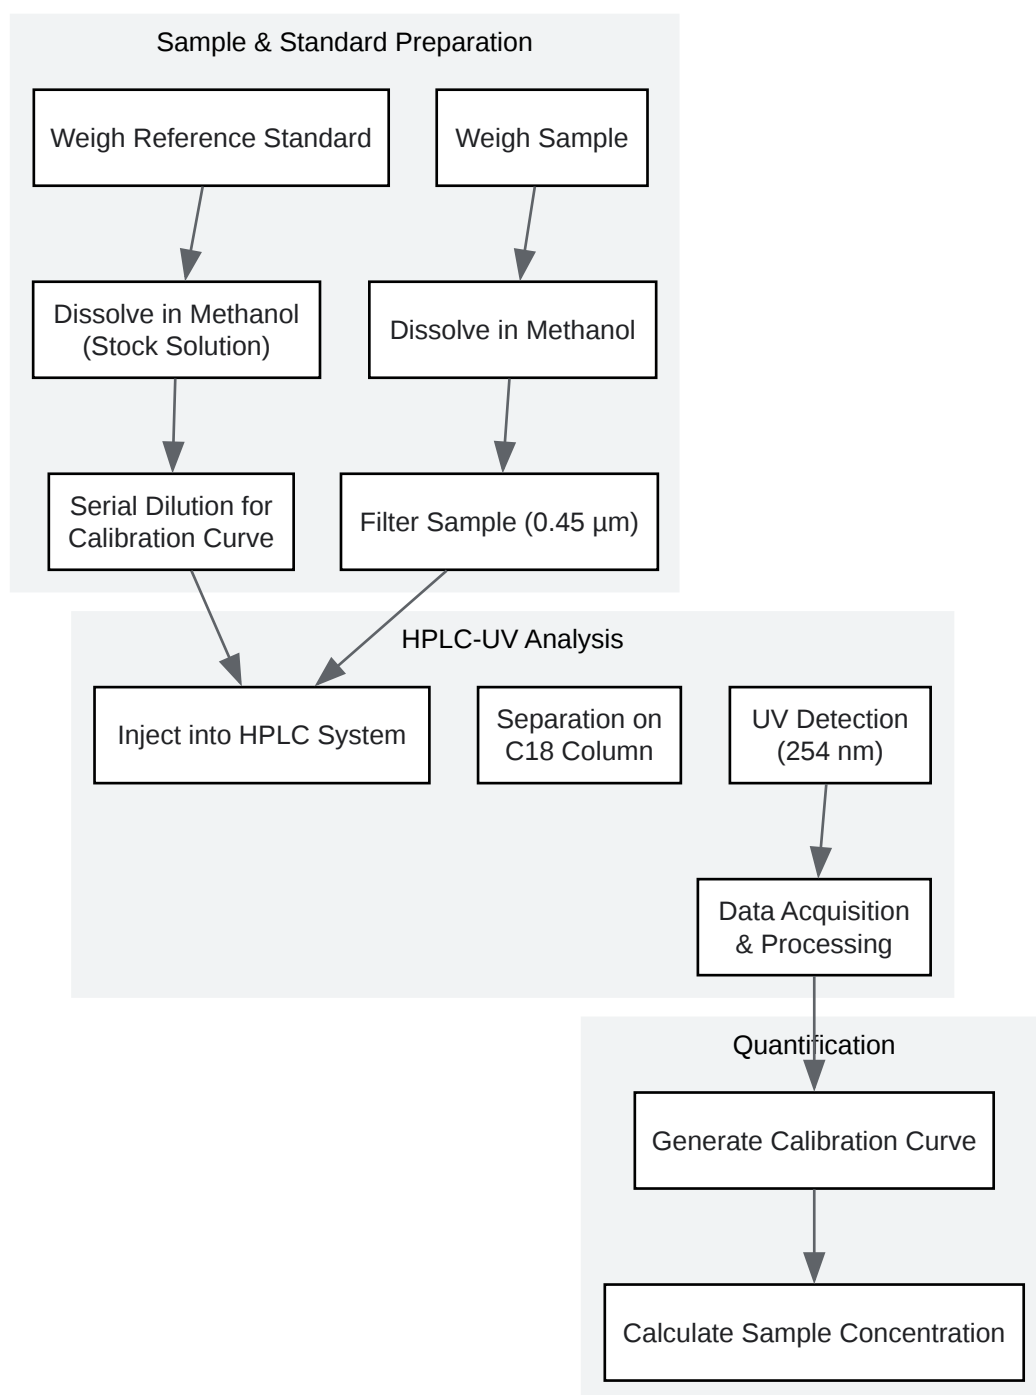 Sample & Standard Preparation
Weigh Reference Standard
Weigh Sample
Dissolve in Methanol
(Stock Solution)
Dissolve in Methanol
Serial Dilution for
Calibration Curve
Filter Sample (0.45 µm)
HPLC-UV Analysis
Inject into HPLC System
Separation on
C18 Column
UV Detection
(254 nm)
Data Acquisition
& Processing
Quantification
Generate Calibration Curve
Calculate Sample Concentration